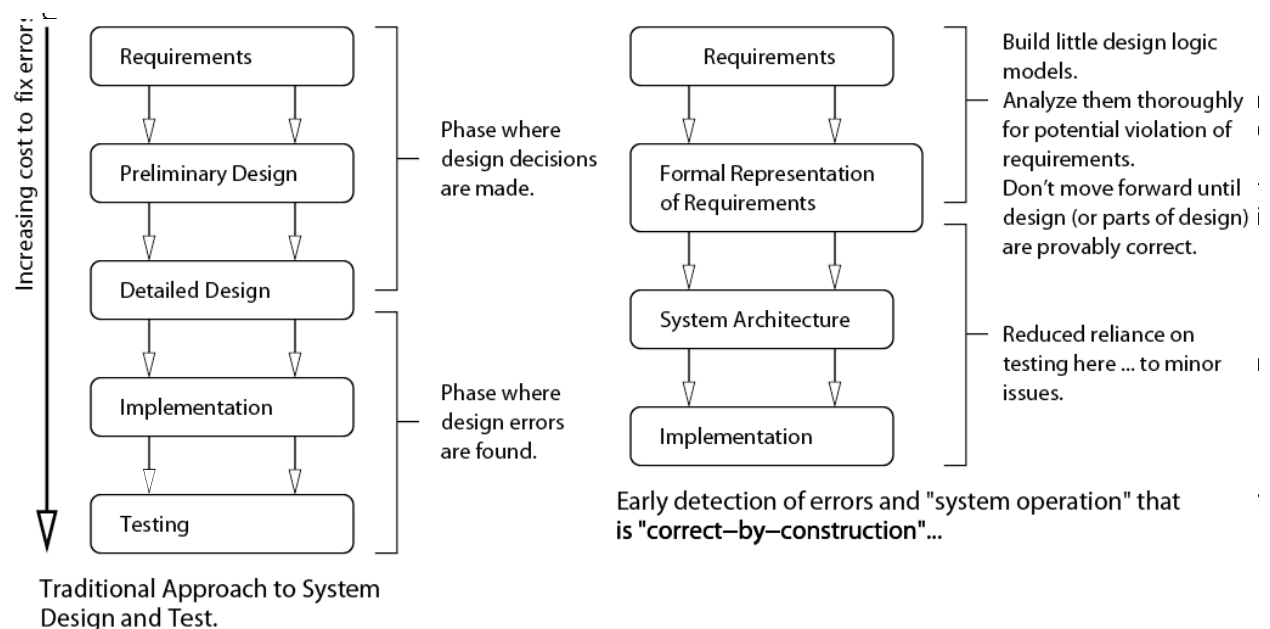 Increasing cost to fix errors
Requirements
Preliminary Design
Detailed Design
Implementation
Testing
Phase where
design decisions
are made.
Phase where
design errors
are found.
Traditional Approach to System
Design and Test.
Requirements
Formal Representation
of Requirements
System Architecture
Implementation
Build little design logic
models.
Analyze them thoroughly
for potential violation of
requirements.
Don’t move forward until
design (or parts of design)
are provably correct.
Reduced reliance on
testing here ... to minor
issues.
Early detection of errors and "system operation" that
is "correct–by–construction"...